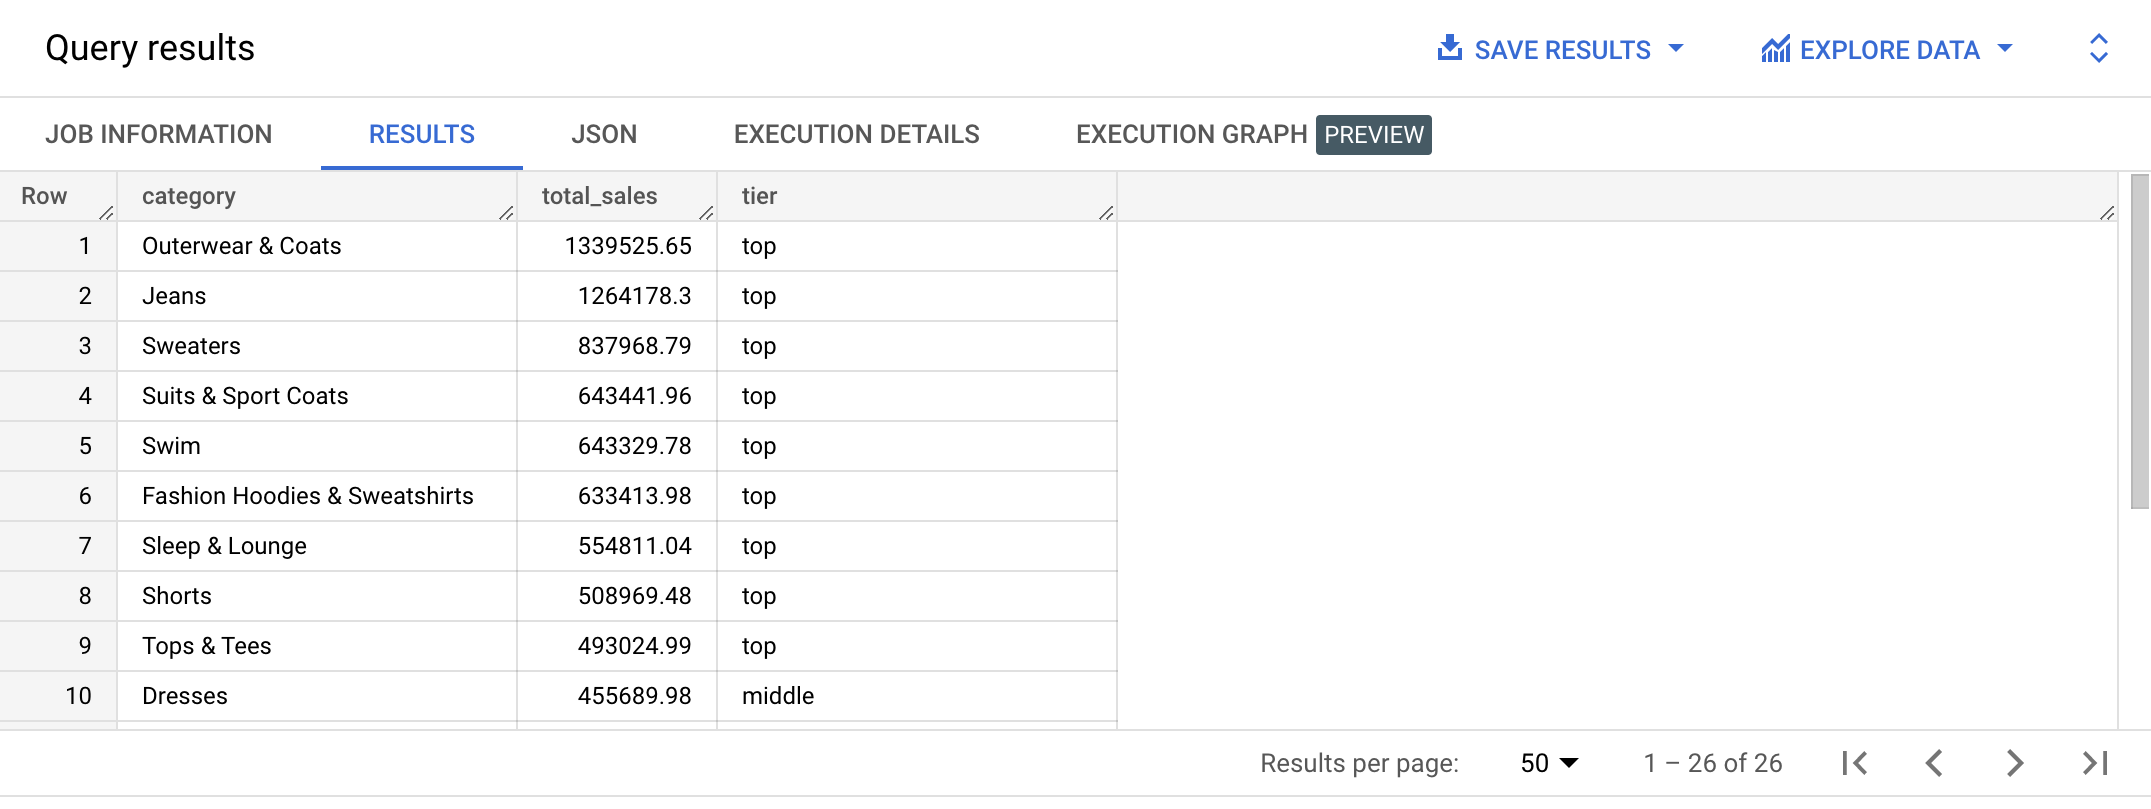 Query results SAVE RESULTS EXPLORE DATA
JOB INFORMATION RESULTS JSON EXECUTION DETAILS EXECUTION GRAPH PREVIEW
Row category total_sales tier
1 Outerwear & Coats 1339525.65 top
2 Jeans 1264178.3 top
3 Sweaters 837968.79 top
4 Suits & Sport Coats 643441.96 top
5 Swim 643329.78 top
6 Fashion Hoodies & Sweatshirts 633413.98 top
7 Sleep & Lounge 554811.04 top
8 Shorts 508969.48 top
9 Tops & Tees 493024.99 top
10 Dresses 455689.98 middle
Results per page: 50 1 – 26 of 26